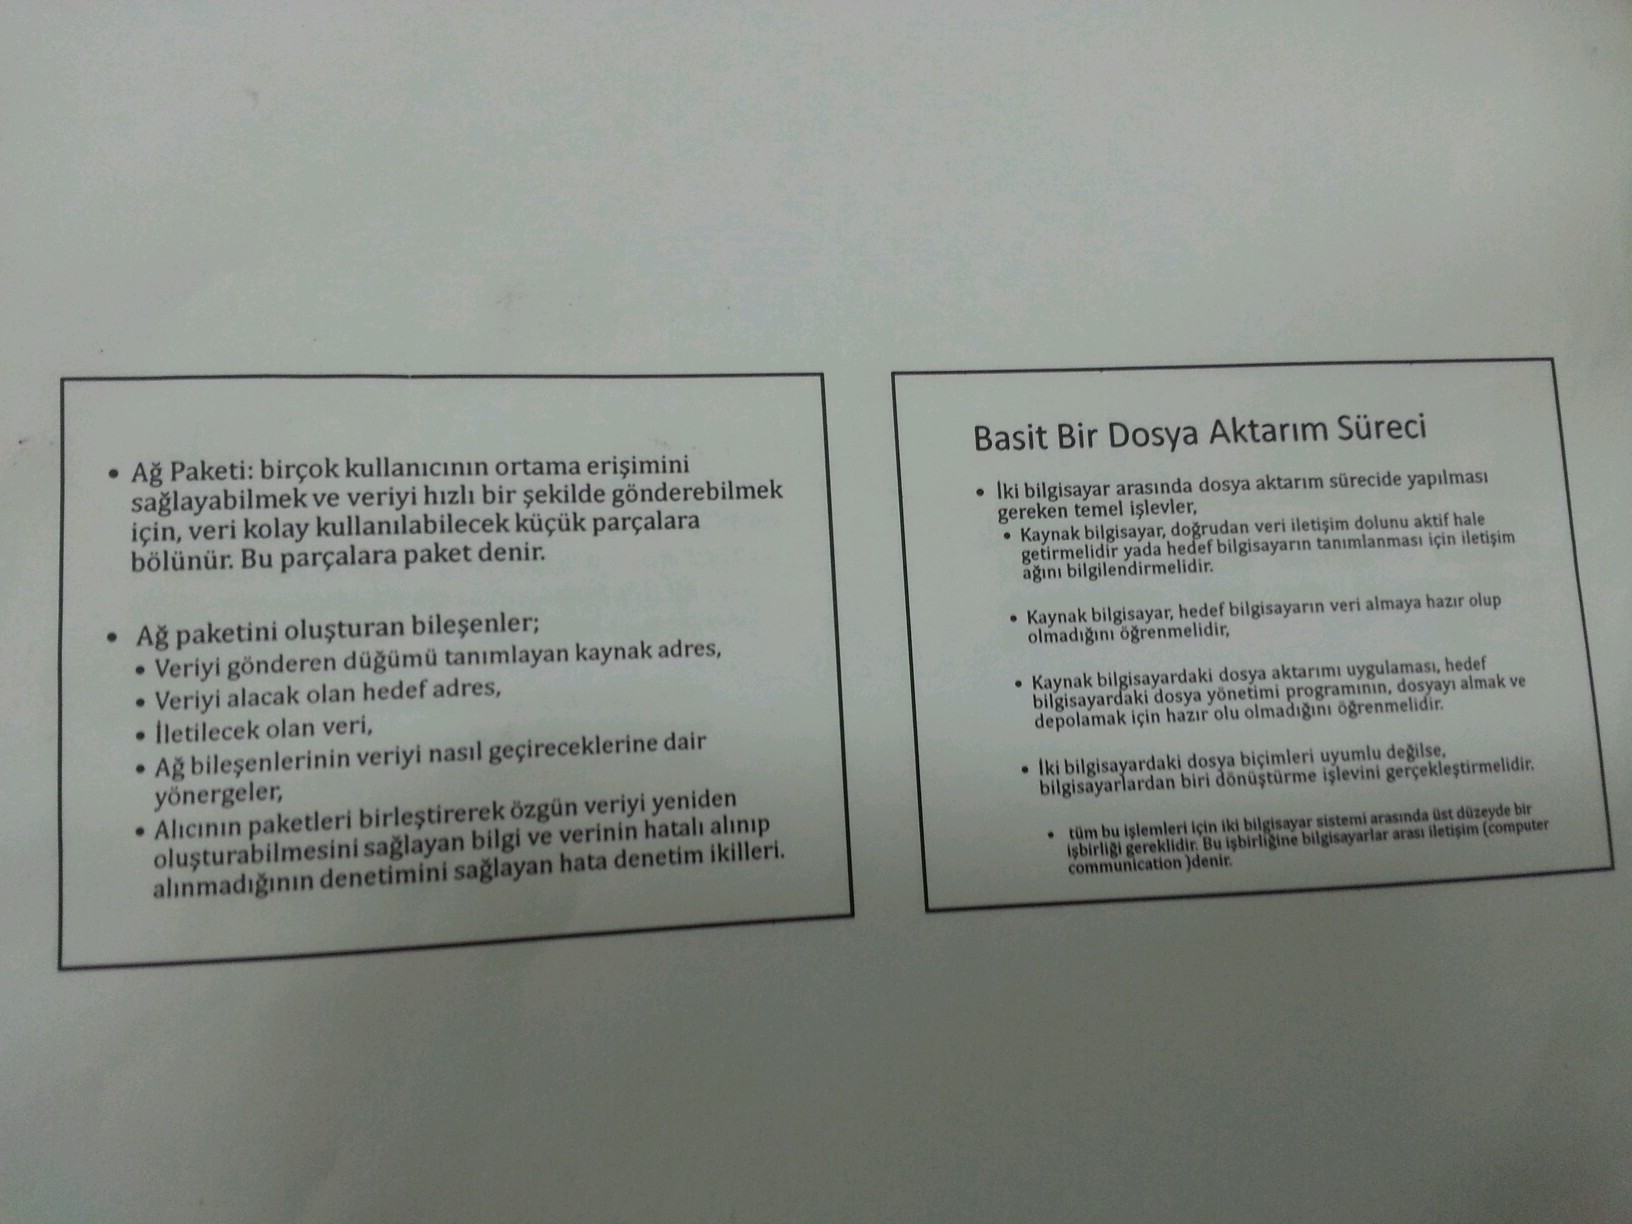 • Ağ Paketi: birçok kullanıcının ortama erişimini
sağlayabilmek ve veriyi hızlı bir şekilde gönderebilmek
için, veri kolay kullanılabilecek küçük parçalara
bölünür. Bu parçalara paket denir.
• Ağ paketini oluşturan bileşenler;
• Veriyi gönderen düğümü tanımlayan kaynak adres,
• Veriyi alacak olan hedef adres,
• İletilecek olan veri,
• Ağ bileşenlerinin veriyi nasıl geçireceklerine dair
yönergeler,
• Alıcının paketleri birleştirerek özgün veriyi yeniden
oluşturabilmesini sağlayan bilgi ve verinin hatalı alınıp
alınmadığının denetimini sağlayan hata denetim ikilleri.
Basit Bir Dosya Aktarım Süreci
• İki bilgisayar arasında dosya aktarım sürecide yapılması
gereken temel işlevler,
• Kaynak bilgisayar, doğrudan veri iletişim dolunu aktif hale
getirmelidir yada hedef bilgisayarın tanımlanması için iletişim
ağını bilgilendirmelidir.
• Kaynak bilgisayar, hedef bilgisayarın veri almaya hazır olup
olmadığını öğrenmelidir,
• Kaynak bilgisayardaki dosya aktarımı uygulaması, hedef
bilgisayardaki dosya yönetimi programının, dosyayı almak ve
depolamak için hazır olu olmadığını öğrenmelidir.
• İki bilgisayardaki dosya biçimleri uyumlu değilse,
bilgisayarlardan biri dönüştürme işlevini gerçekleştirmelidir.
• tüm bu işlemleri için iki bilgisayar sistemi arasında üst düzeyde bir
işbirliği gereklidir. Bu işbirliğine bilgisayarlar arası iletişim (computer
communication )denir.